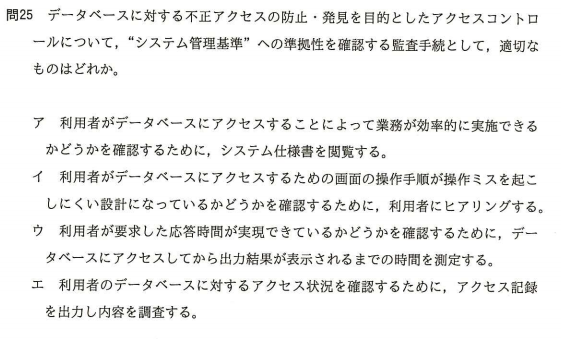 問25 データベースに対する不正アクセスの防止・発見を目的としたアクセスコントロ
ールについて，“システム管理基準”への準拠性を確認する監査手続として，適切な
ものはどれか。
ア 利用者がデータベースにアクセスすることによって業務が効率的に実施できる
かどうかを確認するために，システム仕様書を閲覧する。
イ 利用者がデータベースにアクセスするための画面の操作手順が操作ミスを起こ
しにくい設計になっているかどうかを確認するために，利用者にヒアリングする。
ウ 利用者が要求した応答時間が実現できているかどうかを確認するために，デー
タベースにアクセスしてから出力結果が表示されるまでの時間を測定する。
エ 利用者のデータベースに対するアクセス状況を確認するために，アクセス記録
を出力し内容を調査する。